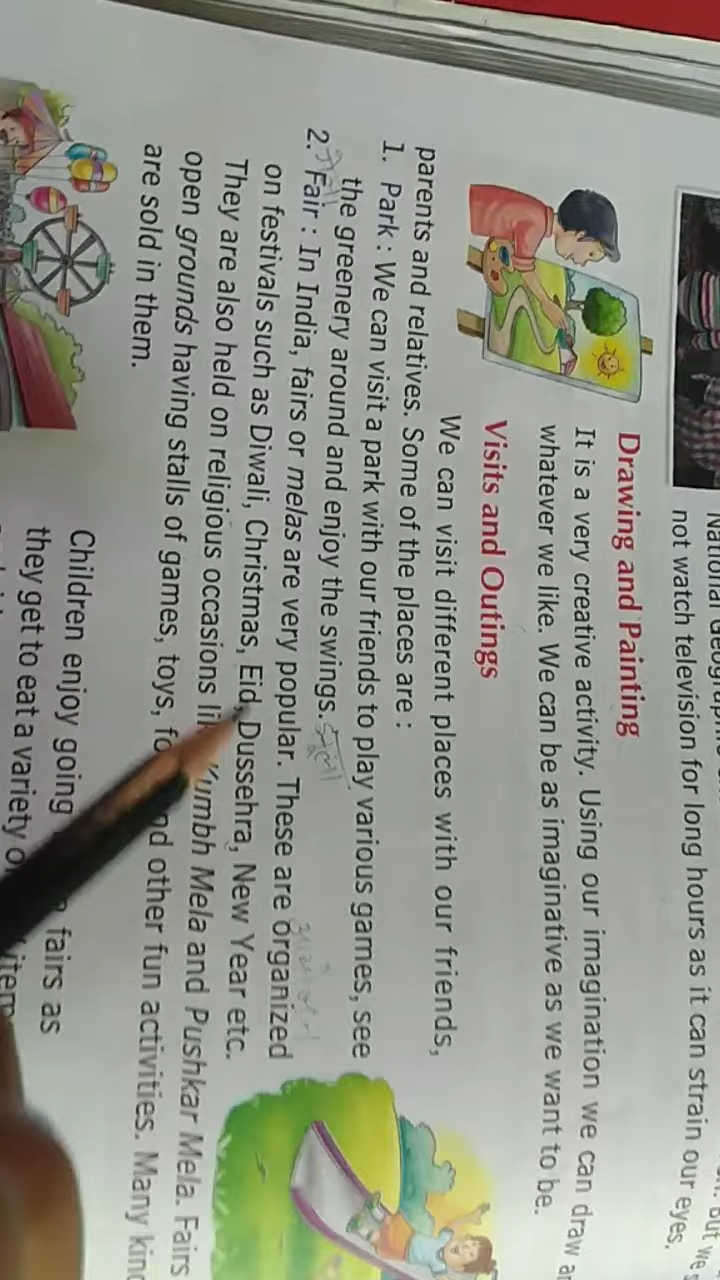 not watch television for long hours as it can strain our eyes.
Drawing and Painting
It is a very creative activity. Using our imagination we can draw
whatever we like. We can be as imaginative as we want to be.
Visits and Outings
We can visit different places with our friends,
parents and relatives. Some of the places are :
1. Park : We can visit a park with our friends to play various games, see
the greenery around and enjoy the swings.
2. Fair : In India, fairs or melas are very popular. These are organized
on festivals such as Diwali, Christmas, Eid, Dussehra, New Year etc.
They are also held on religious occasions Kumbh Mela and Pushkar Mela. Fairs
open grounds having stalls of games, toys, and other fun activities. Many
are sold in them.
Children enjoy going fairs as
they get to eat a variety